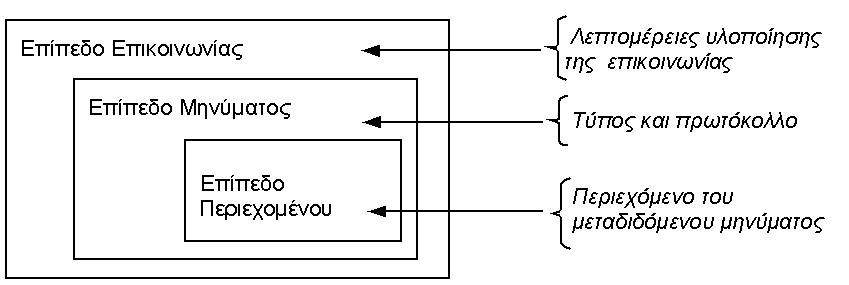 Επίπεδο Επικοινωνίας
Λεπτομέρειες υλοποίησης
της επικοινωνίας
Επίπεδο Μηνύματος
Τύπος και πρωτόκολλο
Επίπεδο
Περιεχομένου
Περιεχόμενο του
μεταδιδόμενου μηνύματος